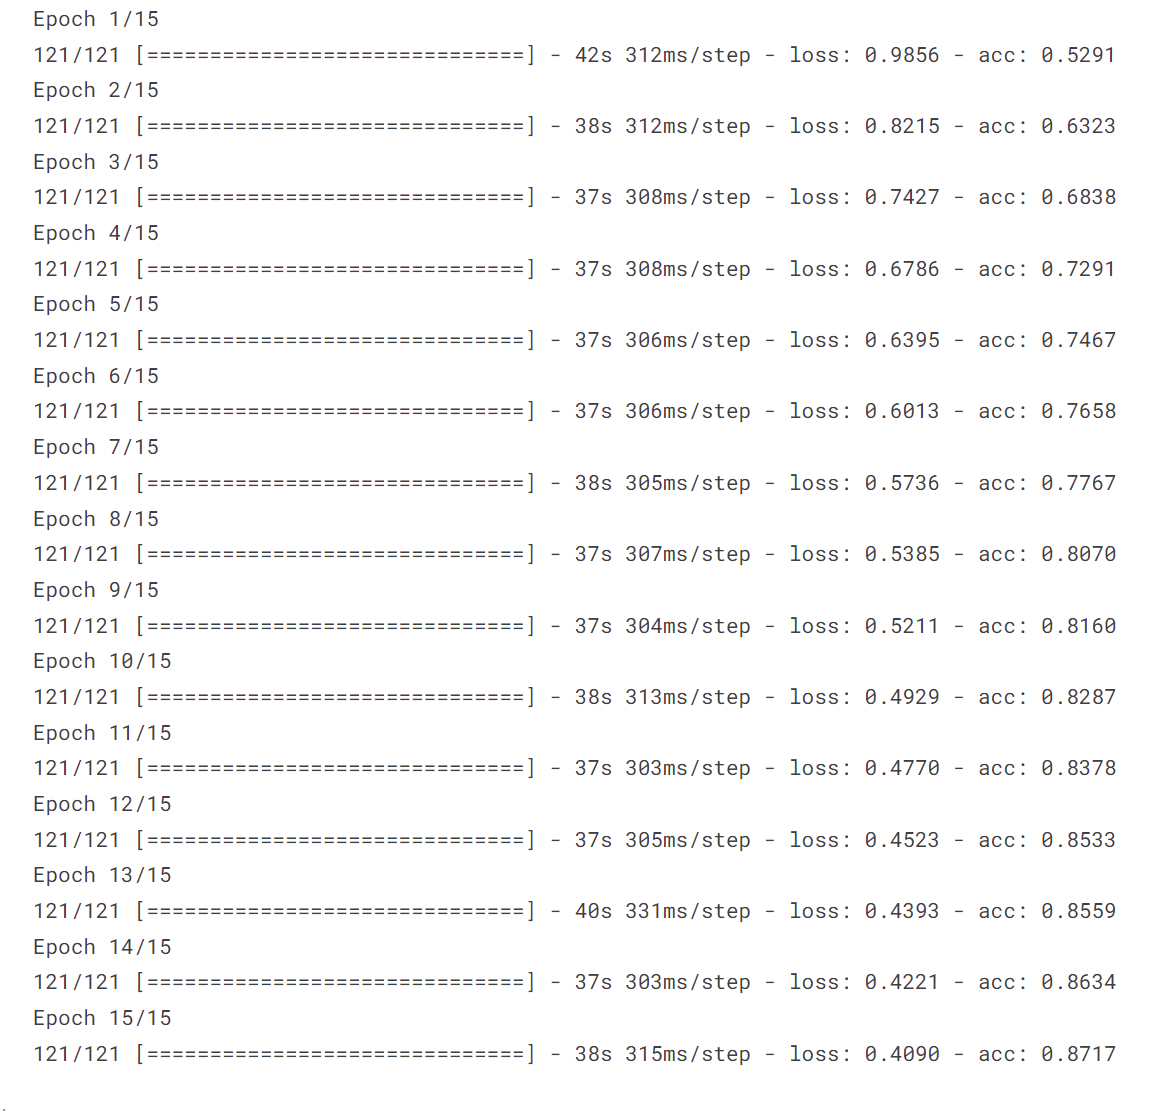 Epoch 1/15
121/121 [==============================] - 42s 312ms/step - loss: 0.9856 - acc: 0.5291
Epoch 2/15
121/121 [==============================] - 38s 312ms/step - loss: 0.8215 - acc: 0.6323
Epoch 3/15
121/121 [==============================] - 37s 308ms/step - loss: 0.7427 - acc: 0.6838
Epoch 4/15
121/121 [==============================] - 37s 308ms/step - loss: 0.6786 - acc: 0.7291
Epoch 5/15
121/121 [==============================] - 37s 306ms/step - loss: 0.6395 - acc: 0.7467
Epoch 6/15
121/121 [==============================] - 37s 306ms/step - loss: 0.6013 - acc: 0.7658
Epoch 7/15
121/121 [==============================] - 38s 305ms/step - loss: 0.5736 - acc: 0.7767
Epoch 8/15
121/121 [==============================] - 37s 307ms/step - loss: 0.5385 - acc: 0.8070
Epoch 9/15
121/121 [==============================] - 37s 304ms/step - loss: 0.5211 - acc: 0.8160
Epoch 10/15
121/121 [==============================] - 38s 313ms/step - loss: 0.4929 - acc: 0.8287
Epoch 11/15
121/121 [==============================] - 37s 303ms/step - loss: 0.4770 - acc: 0.8378
Epoch 12/15
121/121 [==============================] - 37s 305ms/step - loss: 0.4523 - acc: 0.8533
Epoch 13/15
121/121 [==============================] - 40s 331ms/step - loss: 0.4393 - acc: 0.8559
Epoch 14/15
121/121 [==============================] - 37s 303ms/step - loss: 0.4221 - acc: 0.8634
Epoch 15/15
121/121 [==============================] - 38s 315ms/step - loss: 0.4090 - acc: 0.8717